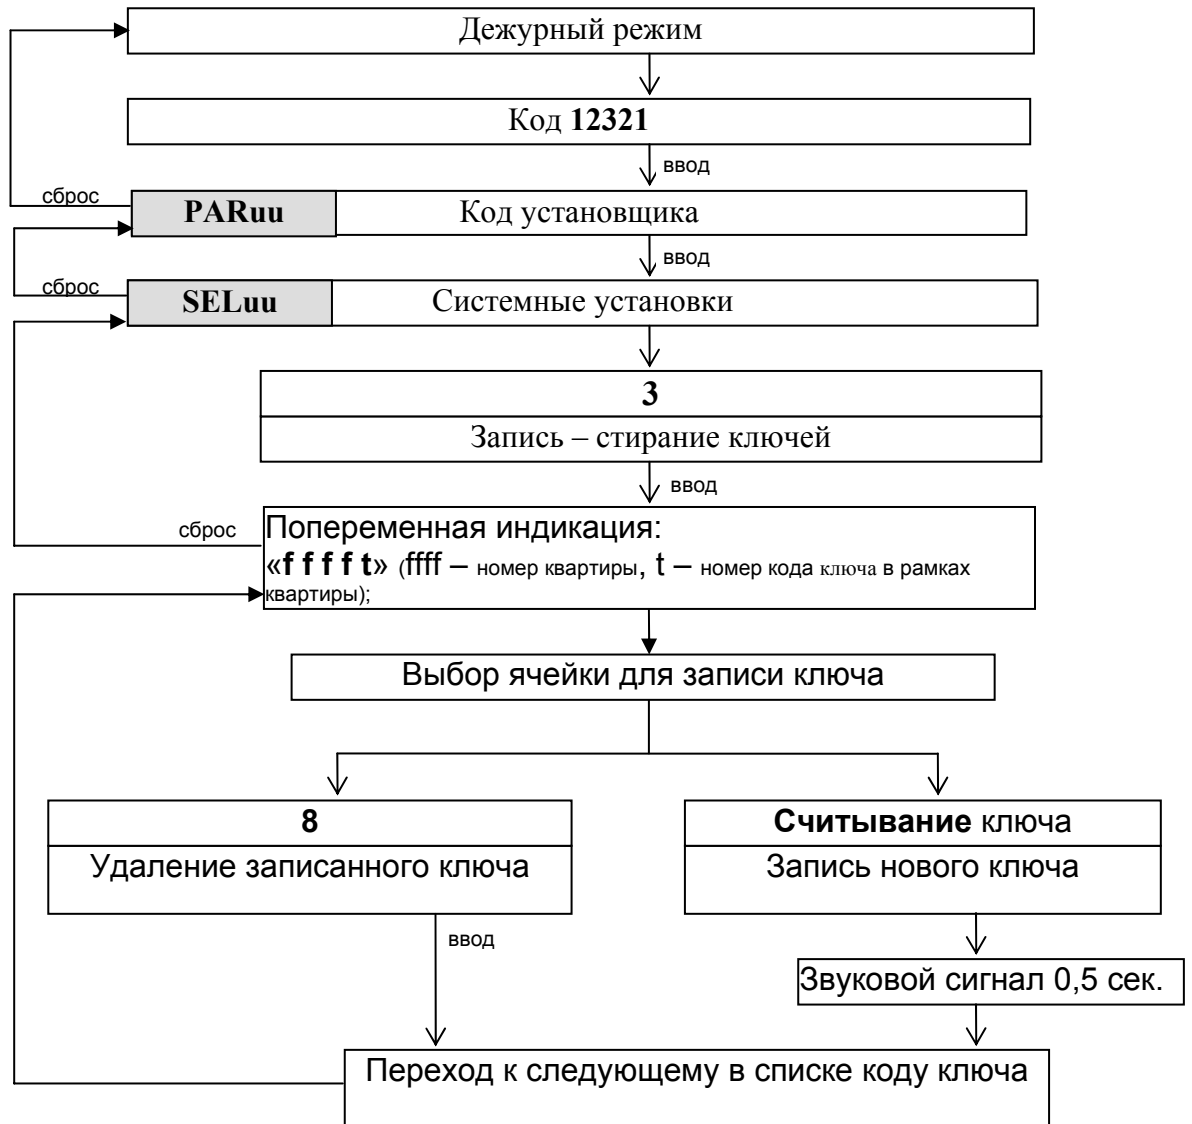 Дежурный режим
Код 12321
ввод
сброс
PARuu Код установщика
ввод
сброс
SELuu Системные установки
3
Запись – стирание ключей
ввод
сброс
Попеременная индикация:
«f f f f t» (ffff – номер квартиры, t – номер кода ключа в рамках
квартиры);
Выбор ячейки для записи ключа
8
Удаление записанного ключа
Считывание ключа
Запись нового ключа
ввод
Звуковой сигнал 0,5 сек.
Переход к следующему в списке коду ключа